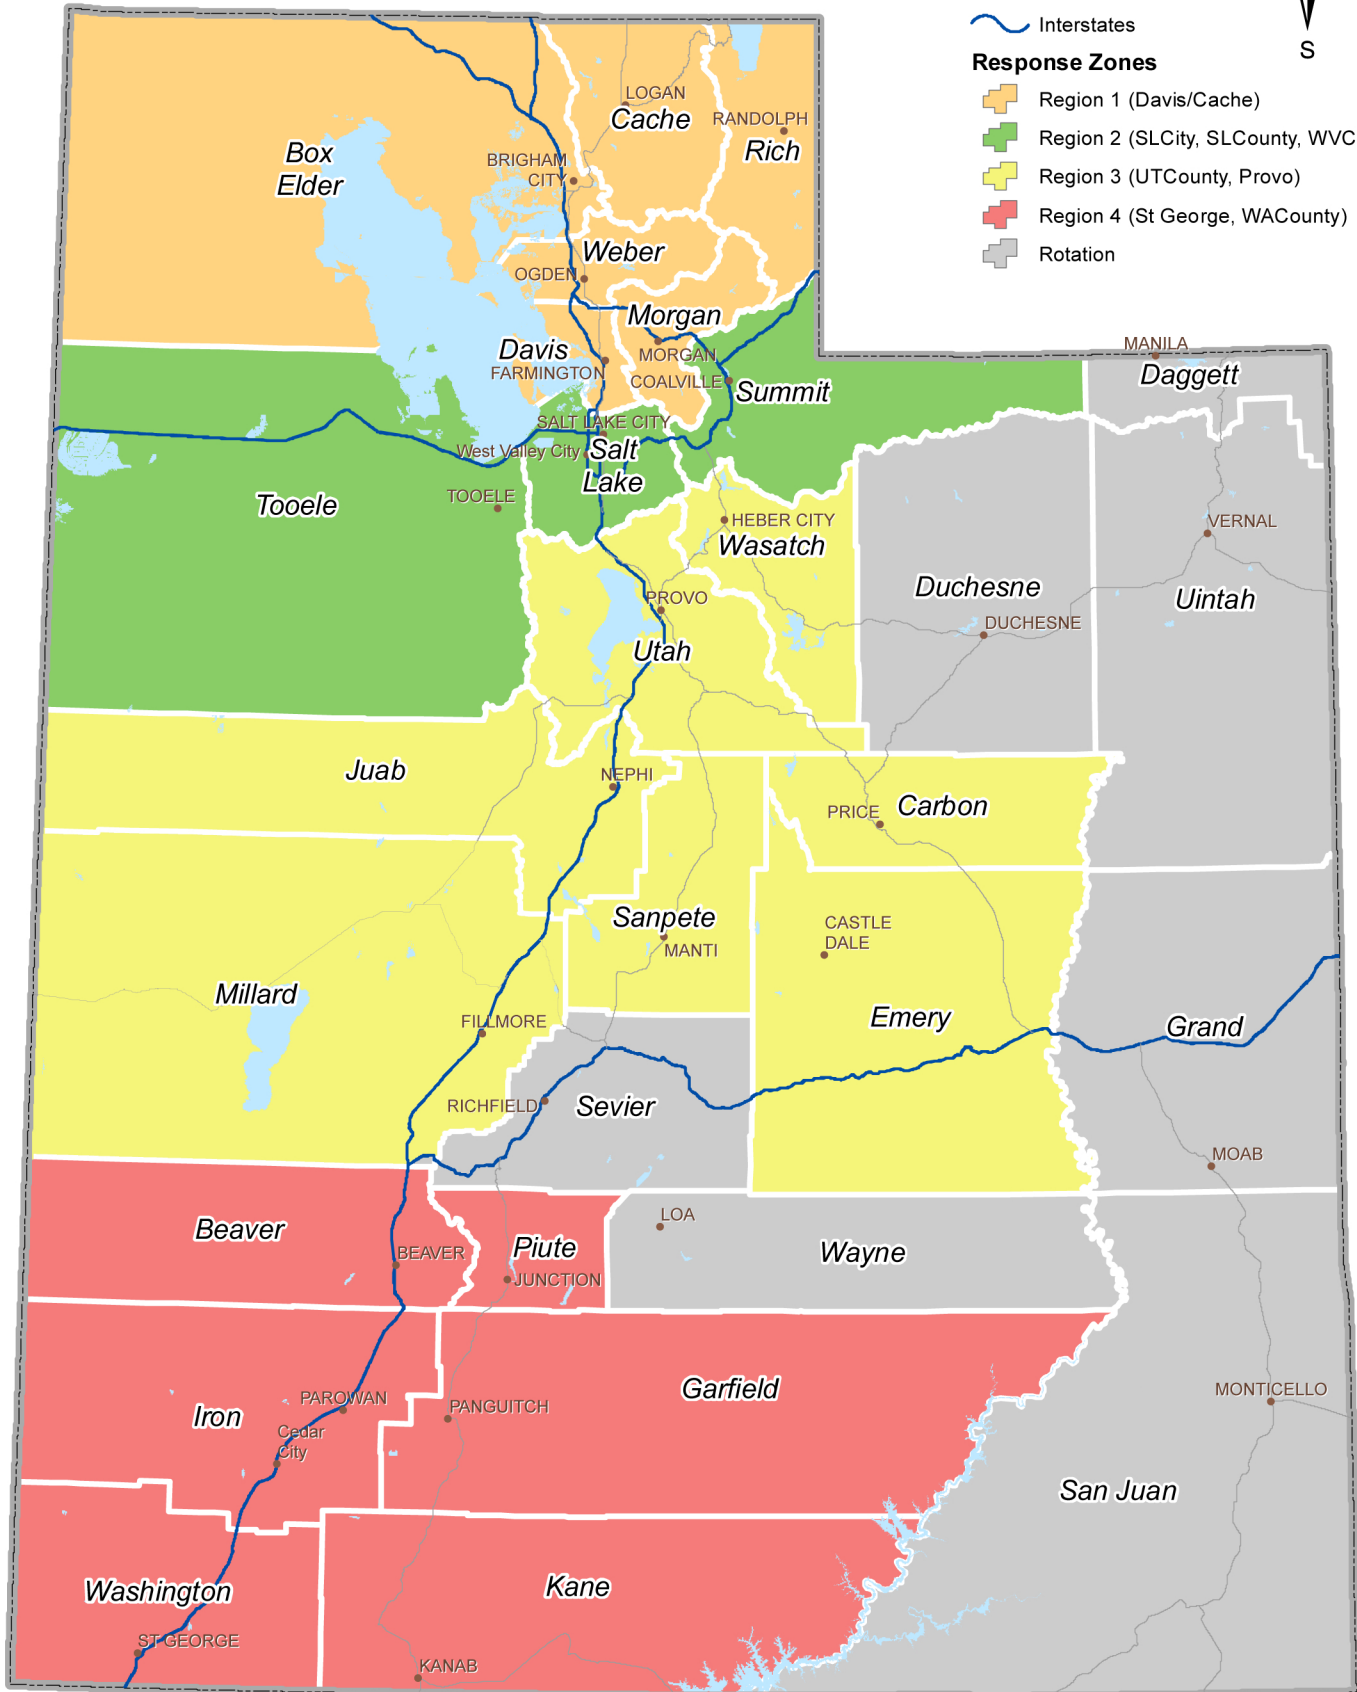 Interstates
S
Response Zones
Region 1 (Davis/Cache)
Region 2 (SLCity, SLCounty, WVC
Region 3 (UTCounty, Provo)
Region 4 (St George, WACounty)
Rotation
LOGAN
Cache
RANDOLPH
Rich
Box
Elder
BRIGHAM
CITY
Weber
OGDEN
Morgan
MORGAN
Davis
FARMINGTON
COALVILLE
Summit
MANILA
Daggett
SALT LAKE CITY
West Valley City
Salt
Lake
TOOELE
Tooele
HEBER CITY
Wasatch
VERNAL
Duchesne
Uintah
DUCHESNE
PROVO
Utah
Juab
NEPHI
PRICE
Carbon
Sanpete
MANTI
CASTLE
DALE
Millard
FILLMORE
Emery
Grand
RICHFIELD
Sevier
MOAB
Beaver
BEAVER
Piute
JUNCTION
LOA
Wayne
Garfield
PANGUITCH
MONTICELLO
PAROWAN
Iron
Cedar
City
San Juan
Washington
ST GEORGE
Kane
KANAB